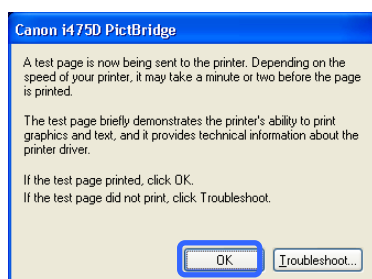 Canon i475D PictBridge
A test page is now being sent to the printer. Depending on the
speed of your printer, it may take a minute or two before the page
is printed.
The test page briefly demonstrates the printer's ability to print
graphics and text, and it provides technical information about the
printer driver.
If the test page printed, click OK.
If the test page did not print, click Troubleshoot.
OK Troubleshoot...